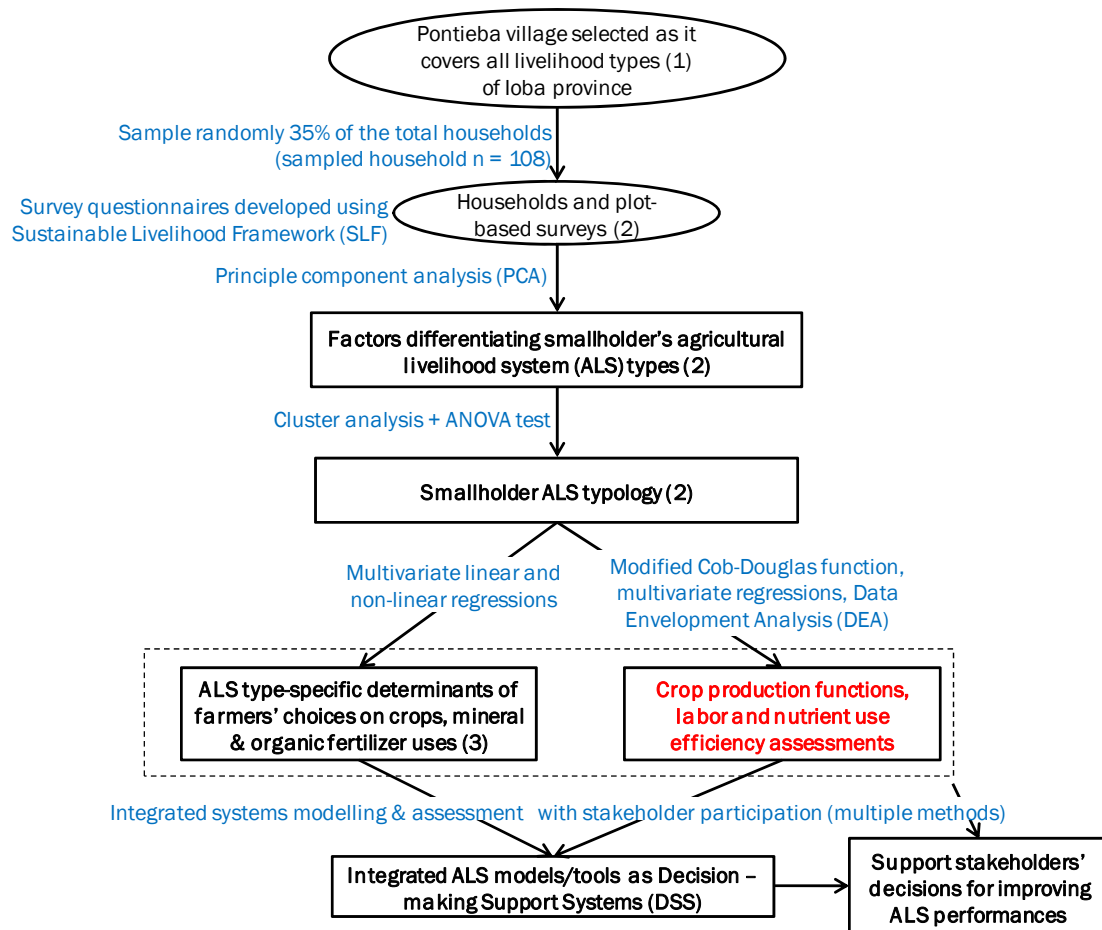 Pontieba village selected as it
covers all livelihood types (1)
of Ioba province
Sample randomly 35% of the total households
(sampled household n = 108)
Survey questionnaires developed using
Sustainable Livelihood Framework (SLF)
Households and plot-
based surveys (2)
Principle component analysis (PCA)
Factors differentiating smallholder's agricultural
livelihood system (ALS) types (2)
Cluster analysis + ANOVA test
Smallholder ALS typology (2)
Multivariate linear and
non-linear regressions
Modified Cob-Douglas function,
multivariate regressions, Data
Envelopment Analysis (DEA)
ALS type-specific determinants of
farmers' choices on crops, mineral
& organic fertilizer uses (3)
Crop production functions,
labor and nutrient use
efficiency assessments
Integrated systems modelling & assessment with stakeholder participation (multiple methods)
Integrated ALS models/tools as Decision –
making Support Systems (DSS)
Support stakeholders'
decisions for improving
ALS performances